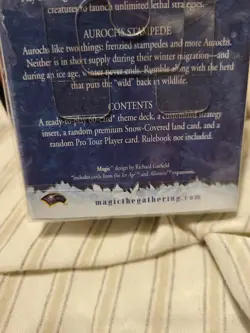 creatures to launch unlimited lethal strategies.
AUROCHS STAMPEDE
Aurochs like two things: frenzied stampedes and more Aurochs.
Neither is in short supply during their winter migration—and
during an ice age, Winter never ends. Rumble along with the herd
that puts the "wild" back in wildlife.
CONTENTS
A ready-to-play 60-card* theme deck, a customized strategy
insert, a random premium Snow-Covered land card, and a
random Pro Tour Player card. Rulebook not included.
Magic® design by Richard Garfield
*includes cards from the Ice Age™ and Alliances™ expansions.
magicthegathering.com